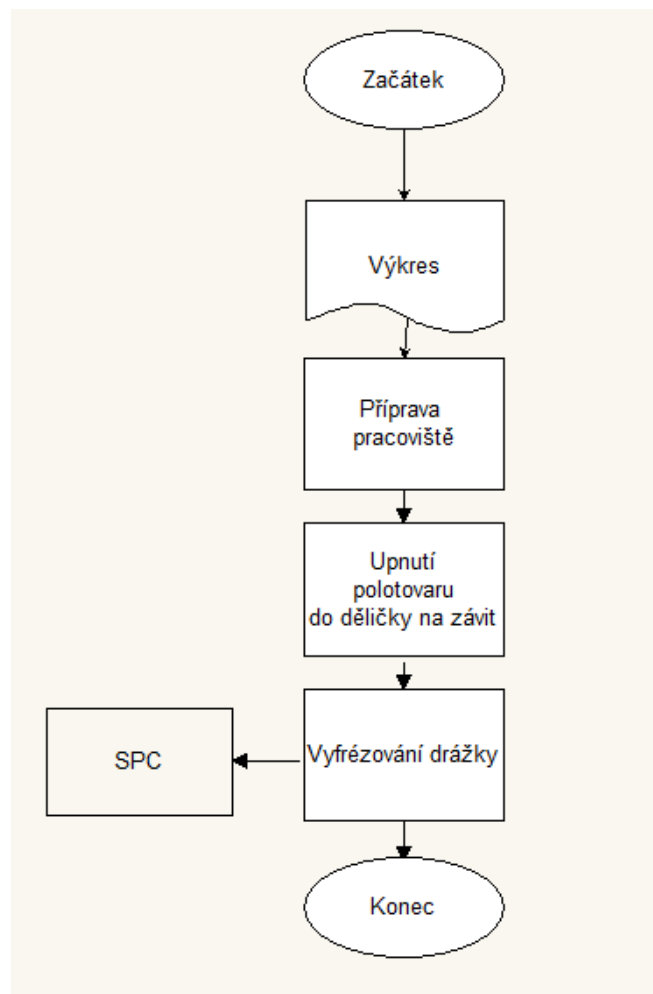 Začátek
Výkres
Příprava
pracoviště
Upnutí
polotovaru
do děličky na závit
SPC
Vyfrézování drážky
Konec